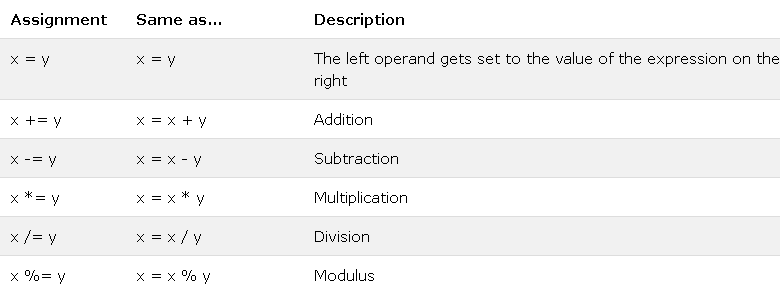 Assignment Same as... Description
x = y x = y The left operand gets set to the value of the expression on the
right
x += y x = x + y Addition
x -= y x = x - y Subtraction
x *= y x = x * y Multiplication
x /= y x = x / y Division
x %= y x = x % y Modulus